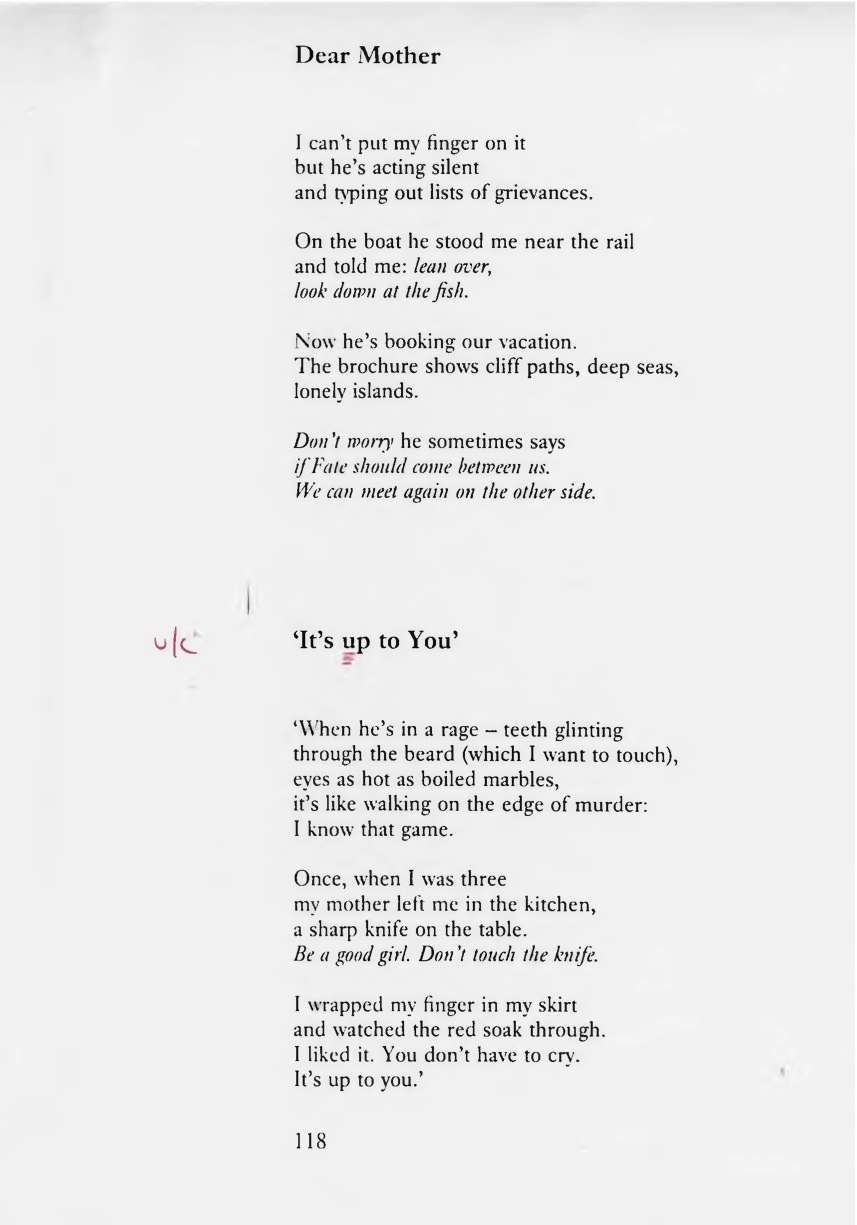 Dear Mother
I can't put my finger on it
but he's acting silent
and typing out lists of grievances.
On the boat he stood me near the rail
and told me: lean over,
look down at the fish.
Now he's booking our vacation.
The brochure shows cliff paths, deep seas,
lonely islands.
Don't worry he sometimes says
if Fate should come between us.
We can meet again on the other side.
u/c
‘It's up to You’
‘When he's in a rage – teeth glinting
through the beard (which I want to touch),
eyes as hot as boiled marbles,
it's like walking on the edge of murder:
I know that game.
Once, when I was three
my mother left me in the kitchen,
a sharp knife on the table.
Be a good girl. Don't touch the knife.
I wrapped my finger in my skirt
and watched the red soak through.
I liked it. You don't have to cry.
It's up to you.’
118